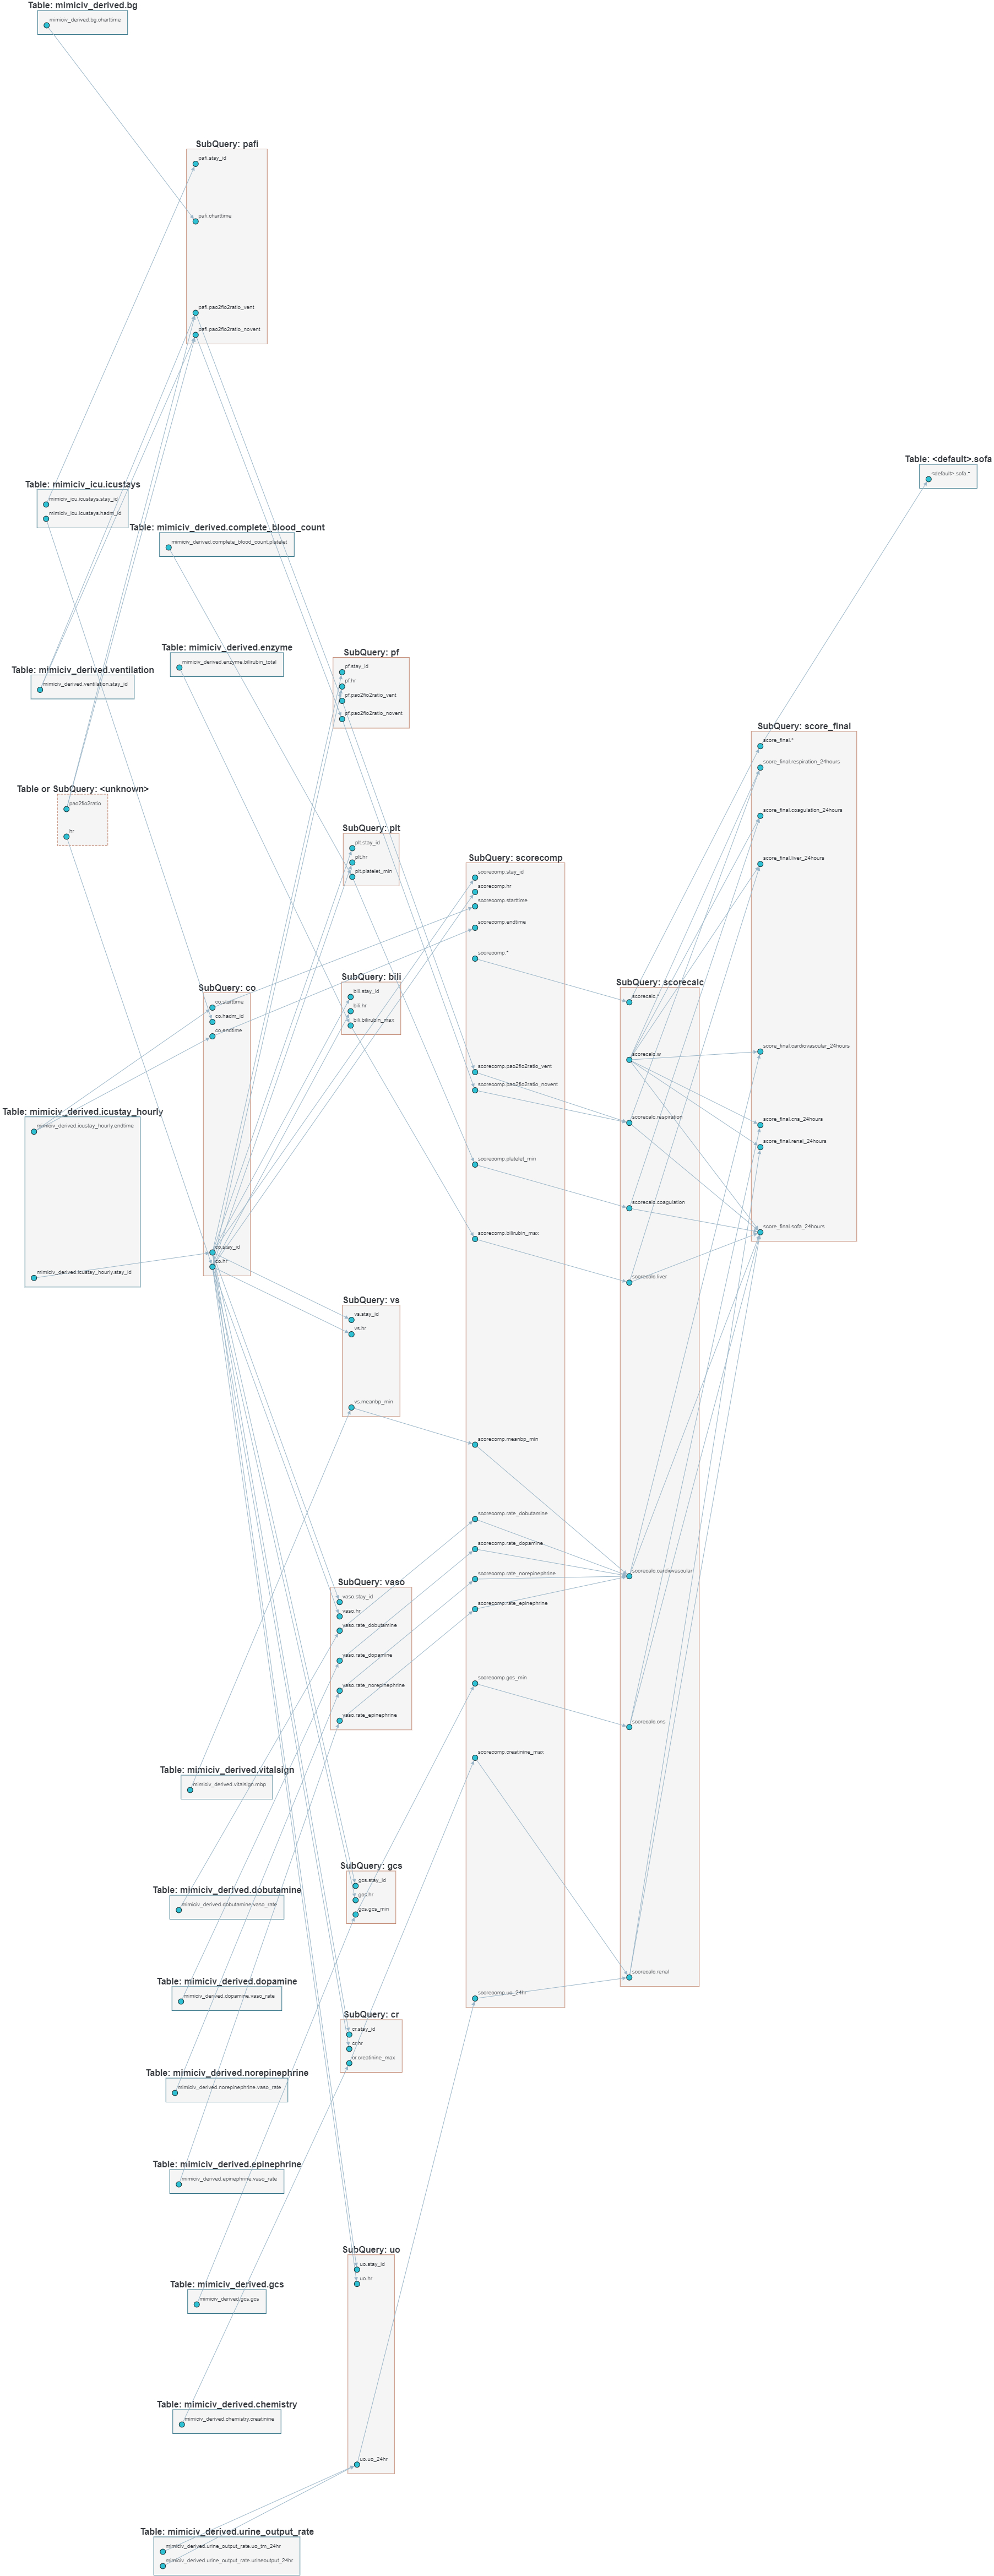 Table: mimiciv_derived.bg
mimiciv_derived.bg.charttime
SubQuery: pafi
pafi.stay_id
pafi.charttime
pafi.pao2fio2ratio_vent
pafi.pao2fio2ratio_novent
Table: <default>.sofa
<default>.sofa.*
Table: mimiciv_icu.icustays
mimiciv_icu.icustays.stay_id
mimiciv_icu.icustays.hadm_id
Table: mimiciv_derived.complete_blood_count
mimiciv_derived.complete_blood_count.platelet
Table: mimiciv_derived.enzyme
mimiciv_derived.enzyme.bilirubin_total
SubQuery: pf
pf.stay_id
pf.hr
pf.pao2fio2ratio_vent
pf.pao2fio2ratio_novent
Table: mimiciv_derived.ventilation
mimiciv_derived.ventilation.stay_id
SubQuery: score_final
score_final.*
score_final.respiration_24hours
score_final.coagulation_24hours
score_final.liver_24hours
score_final.cardiovascular_24hours
score_final.cns_24hours
score_final.renal_24hours
score_final.sofa_24hours
Table or SubQuery: <unknown>
pao2fio2ratio
hr
SubQuery: plt
plt.stay_id
plt.hr
plt.platelet_min
SubQuery: scorecomp
scorecomp.stay_id
scorecomp.hr
scorecomp.starttime
scorecomp.endtime
scorecomp.*
scorecomp.pao2fio2ratio_vent
scorecomp.pao2fio2ratio_novent
scorecomp.platelet_min
scorecomp.bilirubin_max
scorecomp.meanbp_min
scorecomp.rate_dobutamine
scorecomp.rate_dopamine
scorecomp.rate_norepinephrine
scorecomp.rate_epinephrine
scorecomp.gcs_min
scorecomp.creatinine_max
scorecomp.uo_24hr
SubQuery: bili
bili.stay_id
bili.hr
bili.bilirubin_max
SubQuery: scorecalc
scorecalc.*
scorecalc.w
scorecalc.respiration
scorecalc.coagulation
scorecalc.liver
scorecalc.cardiovascular
scorecalc.cns
scorecalc.renal
SubQuery: co
co.starttime
co.hadm_id
co.endtime
co.stay_id
co.hr
Table: mimiciv_derived.icustay_hourly
mimiciv_derived.icustay_hourly.endtime
mimiciv_derived.icustay_hourly.stay_id
SubQuery: vs
vs.stay_id
vs.hr
vs.meanbp_min
SubQuery: vaso
vaso.stay_id
vaso.hr
vaso.rate_dobutamine
vaso.rate_dopamine
vaso.rate_norepinephrine
vaso.rate_epinephrine
Table: mimiciv_derived.vitalsign
mimiciv_derived.vitalsign.mbp
SubQuery: gcs
gcs.stay_id
gcs.hr
gcs.gcs_min
Table: mimiciv_derived.dobutamine
mimiciv_derived.dobutamine.vaso_rate
Table: mimiciv_derived.dopamine
mimiciv_derived.dopamine.vaso_rate
SubQuery: cr
cr.stay_id
cr.hr
cr.creatinine_max
Table: mimiciv_derived.norepinephrine
mimiciv_derived.norepinephrine.vaso_rate
Table: mimiciv_derived.epinephrine
mimiciv_derived.epinephrine.vaso_rate
SubQuery: uo
uo.stay_id
uo.hr
uo.uo_24hr
Table: mimiciv_derived.gcs
mimiciv_derived.gcs.gcs
Table: mimiciv_derived.chemistry
mimiciv_derived.chemistry.creatinine
Table: mimiciv_derived.urine_output_rate
mimiciv_derived.urine_output_rate.uo_tm_24hr
mimiciv_derived.urine_output_rate.urineoutput_24hr